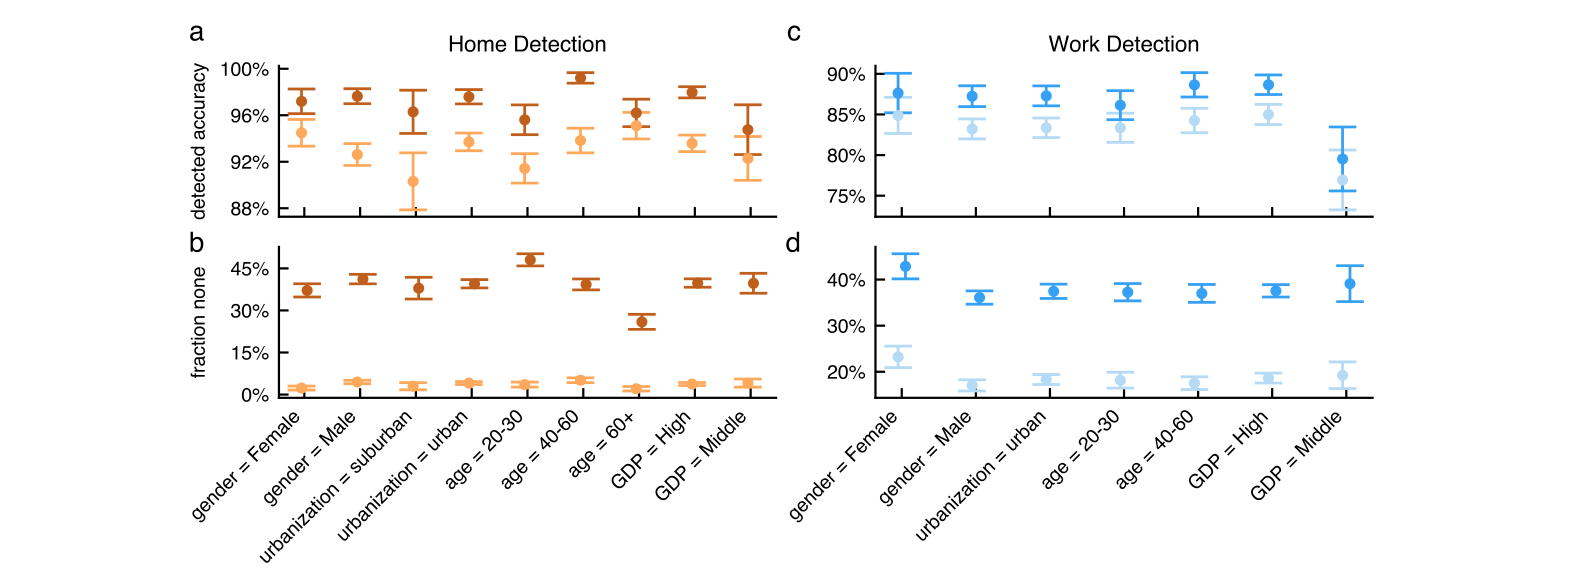 a
Home Detection
detected accuracy
100%
96%
92%
88%
b
fraction none
45%
30%
15%
0%
gender = Female
gender = Male
urbanization = suburban
urbanization = urban
age = 20-30
age = 40-60
age = 60+
GDP = High
GDP = Middle
c
Work Detection
90%
85%
80%
75%
d
40%
30%
20%
gender = Female
gender = Male
urbanization = urban
age = 20-30
age = 40-60
GDP = High
GDP = Middle